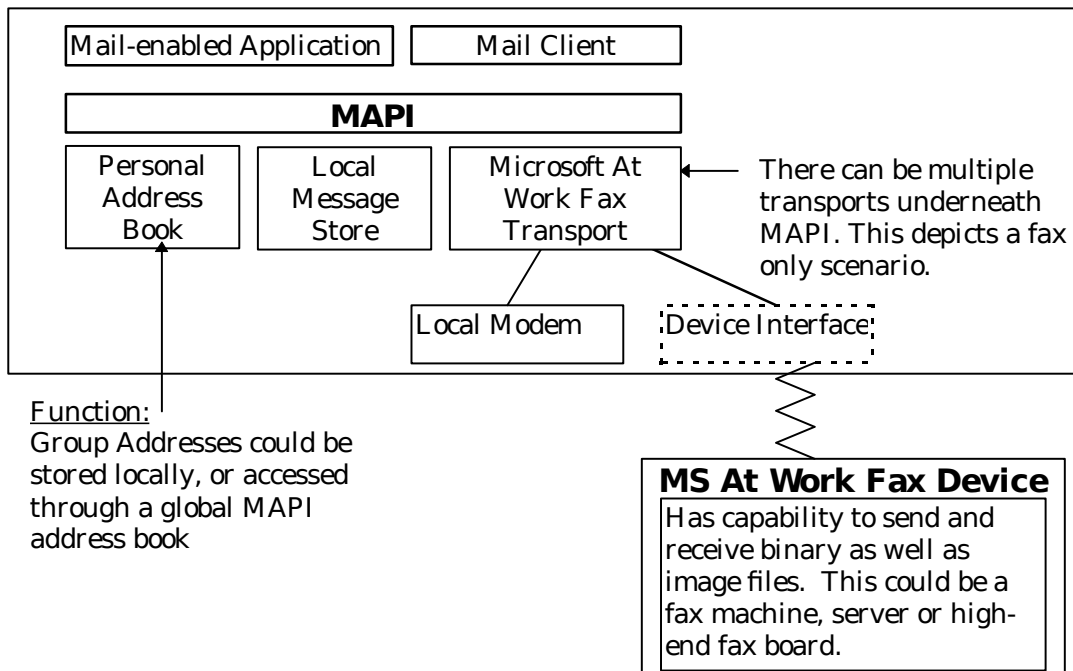 Mail-enabled Application
Mail Client
MAPI
Personal
Address
Book
Local
Message
Store
Microsoft At
Work Fax
Transport
There can be multiple
transports underneath
MAPI. This depicts a fax
only scenario.
Local Modem
Device Interface
Function:
Group Addresses could be
stored locally, or accessed
through a global MAPI
address book
MS At Work Fax Device
Has capability to send and
receive binary as well as
image files.  This could be a
fax machine, server or high-
end fax board.